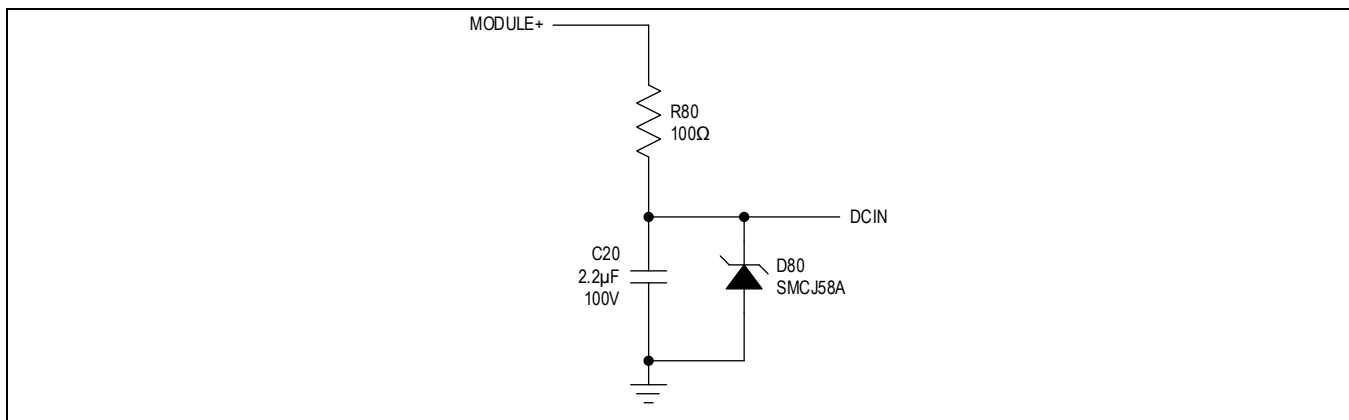 MODULE+
R80
100Ω
DCIN
C20
2.2µF
100V
D80
SMCJ58A